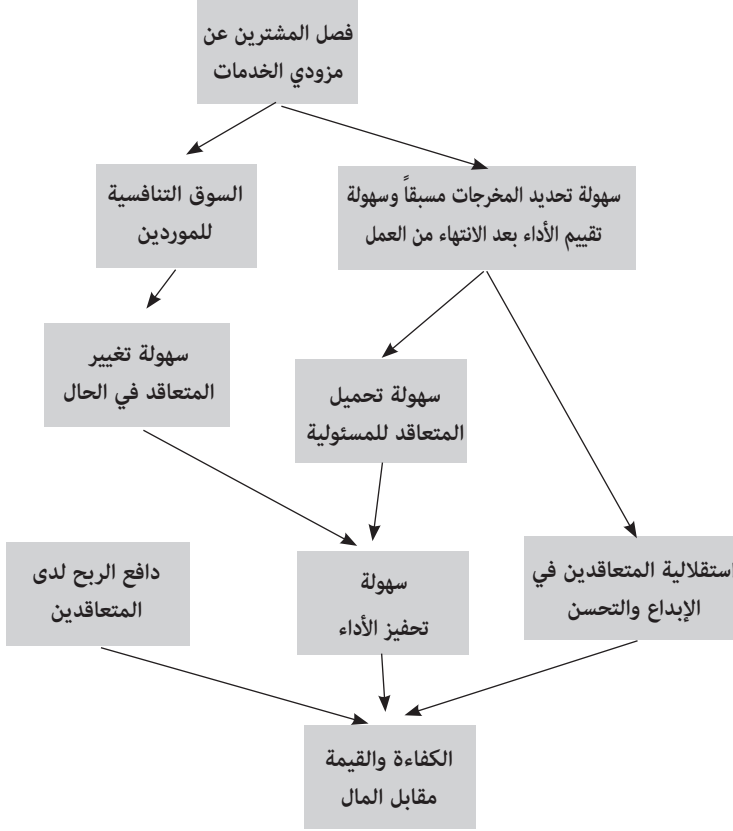 فصل المشترين عن
مزودي الخدمات
سهولة تحديد المخرجات مسبقاً وسهولة
تقييم الأداء بعد الانتهاء من العمل
السوق التنافسية
للموردين
سهولة تغيير
المتعاقد في الحال
سهولة تحميل
المتعاقد للمسئولية
استقلالية المتعاقدين في
الإبداع والتحسن
سهولة
تحفيز الأداء
دافع الربح لدى
المتعاقدين
الكفاءة والقيمة
مقابل المال